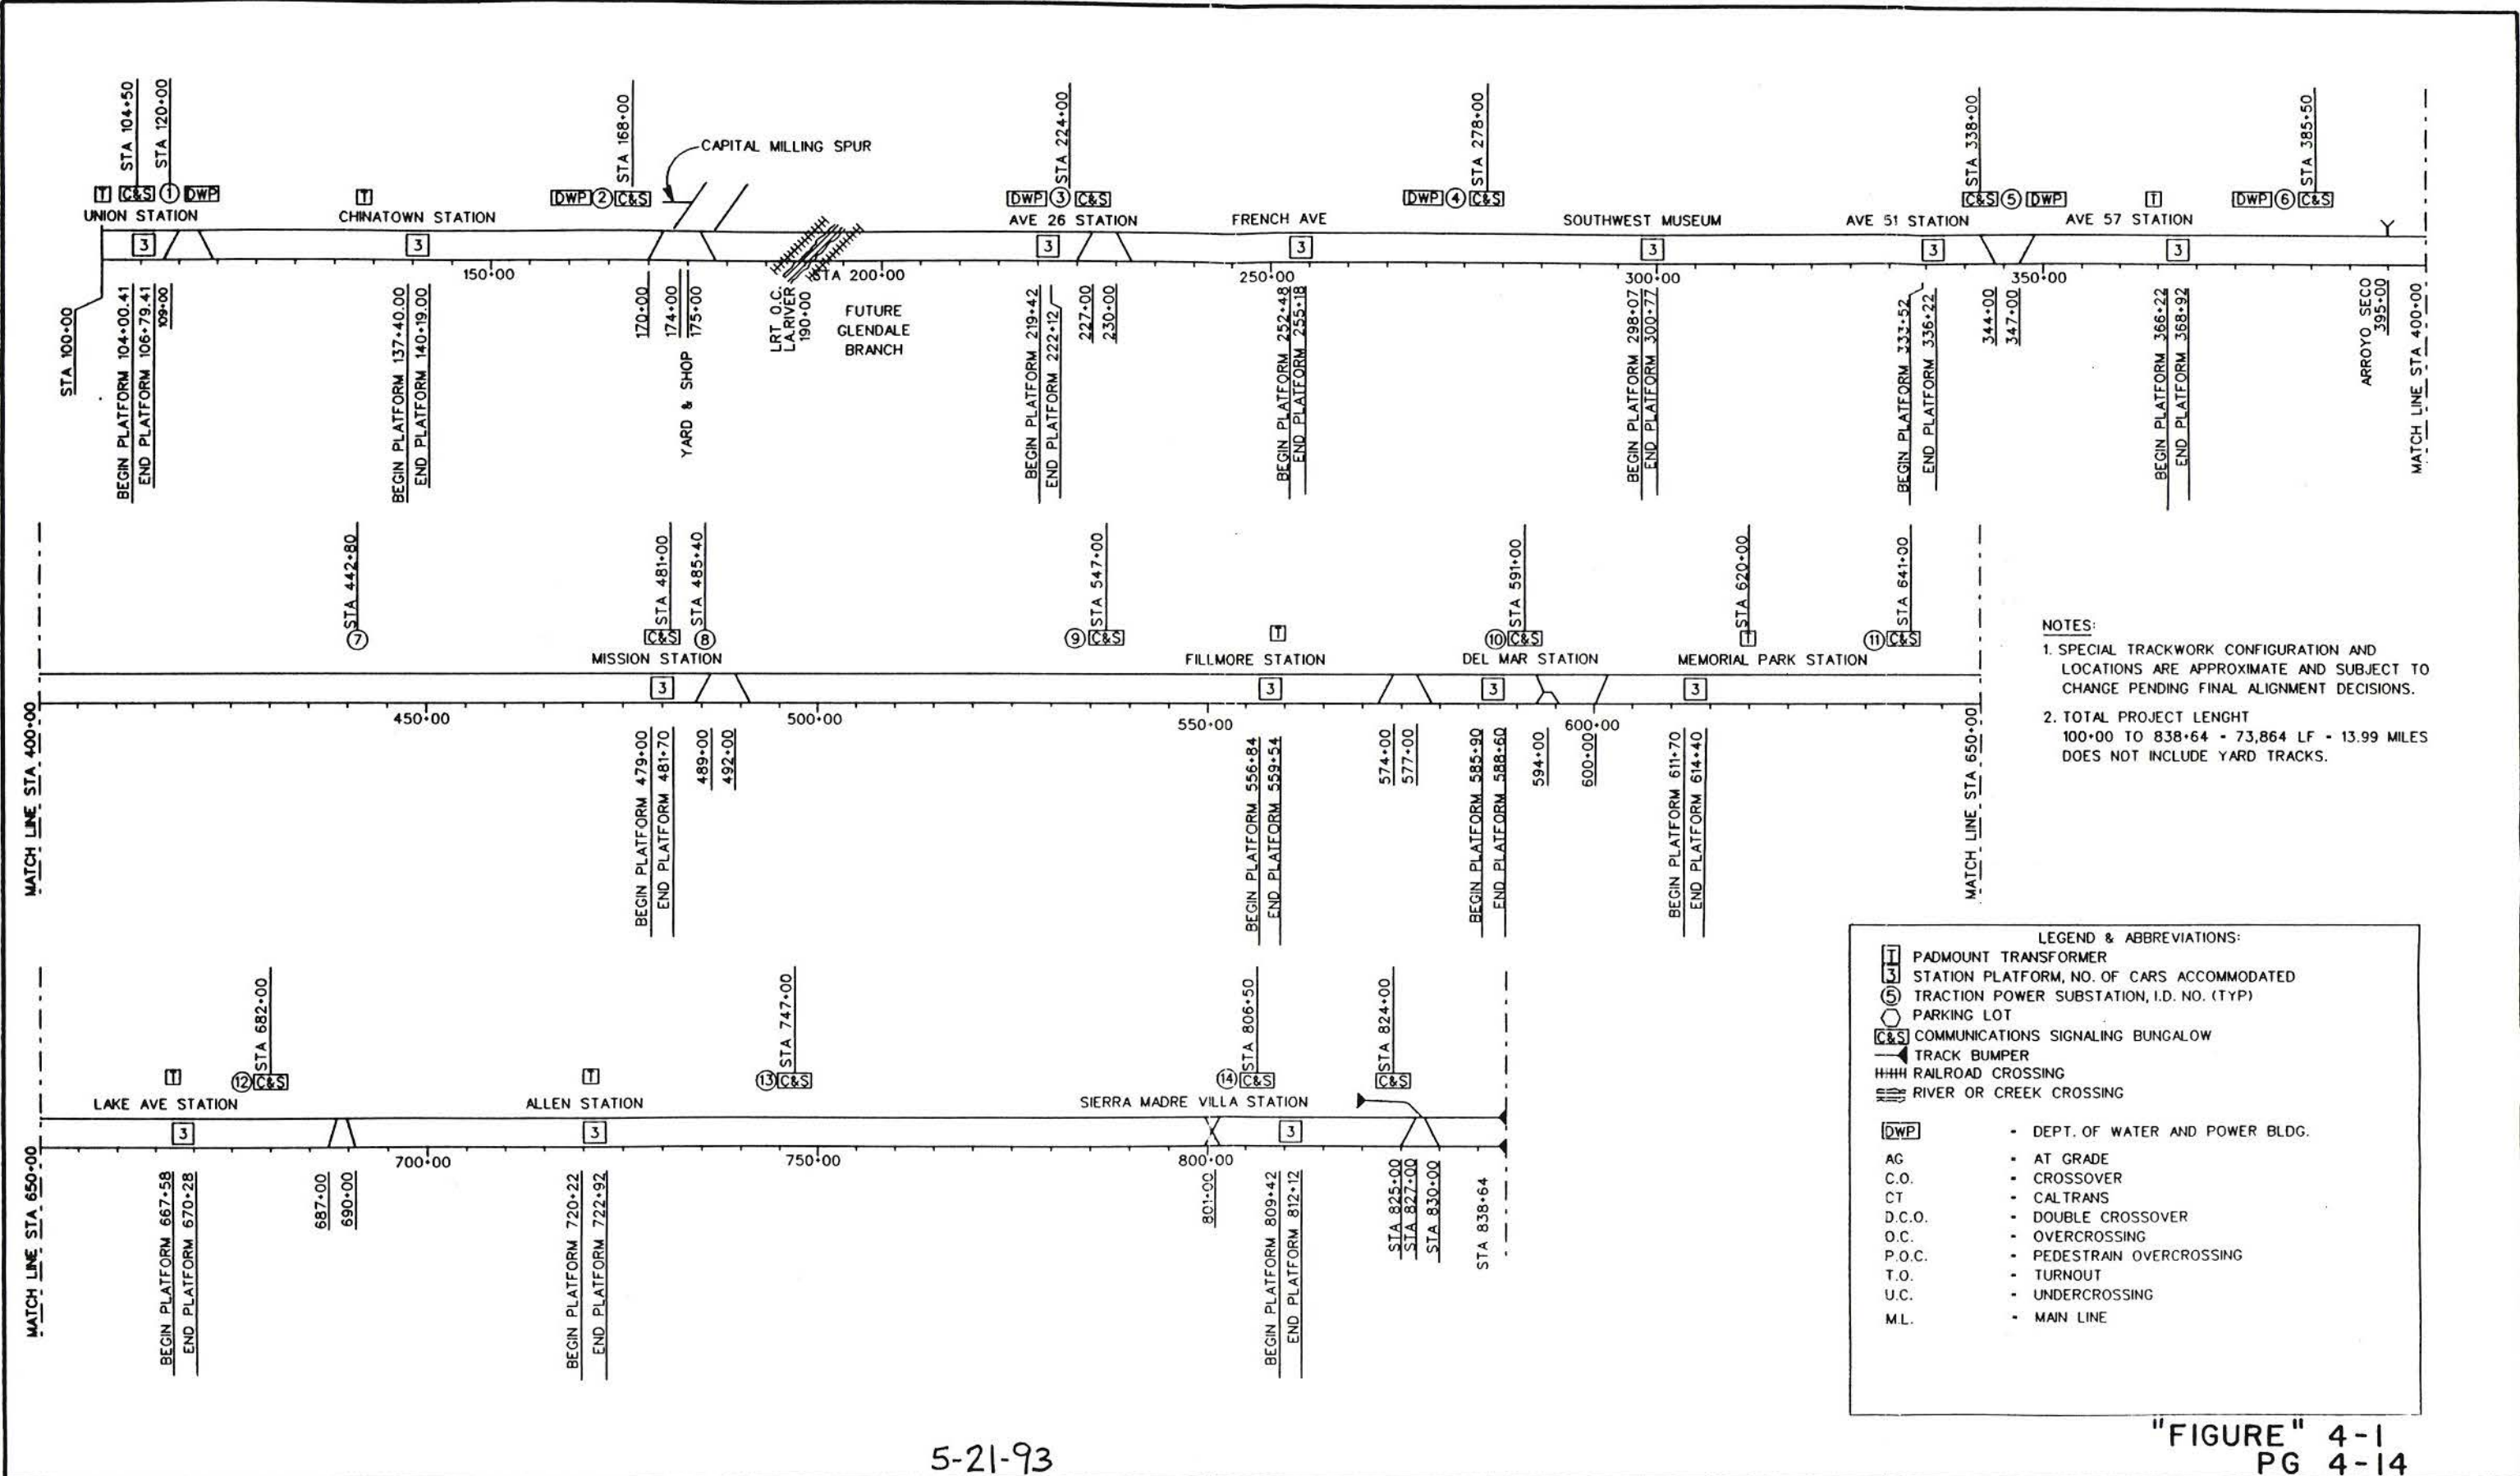 STA 104+50
STA 120+00
STA 168+00
CAPITAL MILLING SPUR
STA 224+00
STA 278+00
STA 338+00
STA 385+50
T C&S 1 DWP
T
DWP 2 C&S
DWP 3 C&S
DWP 4 C&S
C&S 5 DWP
T
DWP 6 C&S
UNION STATION
CHINATOWN STATION
AVE 26 STATION
FRENCH AVE
SOUTHWEST MUSEUM
AVE 51 STATION
AVE 57 STATION
3
3
3
3
3
3
3
Y
150+00
STA 200+00
250+00
300+00
350+00
STA 100+00
BEGIN PLATFORM 104+00.41
END PLATFORM 106+79.41
109+00
BEGIN PLATFORM 137+40.00
END PLATFORM 140+19.00
170+00
174+00
175+00
YARD & SHOP
LRT O.C.
LA.RIVER
190+00
FUTURE
GLENDALE
BRANCH
BEGIN PLATFORM 219+42
END PLATFORM 222+12
227+00
230+00
BEGIN PLATFORM 252+48
END PLATFORM 255+18
BEGIN PLATFORM 298+07
END PLATFORM 300+77
BEGIN PLATFORM 333+52
END PLATFORM 336+22
344+00
347+00
BEGIN PLATFORM 366+22
END PLATFORM 368+92
ARROYO SECO
395+00
MATCH LINE STA 400+00
STA 442+80
STA 481+00
STA 485+40
STA 547+00
STA 591+00
STA 620+00
STA 641+00
7
C&S 8
9 C&S
T
10 C&S
T
11 C&S
MISSION STATION
FILLMORE STATION
DEL MAR STATION
MEMORIAL PARK STATION
3
3
3
3
450+00
500+00
550+00
600+00
MATCH LINE STA 400+00
BEGIN PLATFORM 479+00
END PLATFORM 481+70
489+00
492+00
BEGIN PLATFORM 556+84
END PLATFORM 559+54
574+00
577+00
BEGIN PLATFORM 585+90
END PLATFORM 588+60
594+00
600+00
BEGIN PLATFORM 611+70
END PLATFORM 614+40
MATCH LINE STA 650+00
NOTES:
1. SPECIAL TRACKWORK CONFIGURATION AND
LOCATIONS ARE APPROXIMATE AND SUBJECT TO
CHANGE PENDING FINAL ALIGNMENT DECISIONS.
2. TOTAL PROJECT LENGHT
100+00 TO 838+64 - 73,864 LF - 13.99 MILES
DOES NOT INCLUDE YARD TRACKS.
STA 682+00
STA 747+00
STA 806+50
STA 824+00
T
12 C&S
T
13 C&S
14 C&S
C&S
LAKE AVE STATION
ALLEN STATION
SIERRA MADRE VILLA STATION
3
3
3
700+00
750+00
800+00
MATCH LINE STA 650+00
BEGIN PLATFORM 667+58
END PLATFORM 670+28
687+00
690+00
BEGIN PLATFORM 720+22
END PLATFORM 722+92
801+00
BEGIN PLATFORM 809+42
END PLATFORM 812+12
STA 825+00
STA 827+00
STA 830+00
STA 838+64
LEGEND & ABBREVIATIONS:
T PADMOUNT TRANSFORMER
3 STATION PLATFORM, NO. OF CARS ACCOMMODATED
5 TRACTION POWER SUBSTATION, I.D. NO. (TYP)
PARKING LOT
C&S COMMUNICATIONS SIGNALING BUNGALOW
TRACK BUMPER
RAILROAD CROSSING
RIVER OR CREEK CROSSING
DWP - DEPT. OF WATER AND POWER BLDG.
AG - AT GRADE
C.O. - CROSSOVER
CT - CALTRANS
D.C.O. - DOUBLE CROSSOVER
O.C. - OVERCROSSING
P.O.C. - PEDESTRAIN OVERCROSSING
T.O. - TURNOUT
U.C. - UNDERCROSSING
M.L. - MAIN LINE
5-21-93
"FIGURE" 4-1
PG 4-14